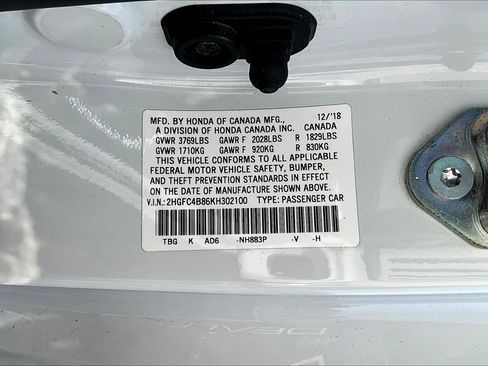 MFD. BY HONDA OF CANADA MFG., 12/'18
A DIVISION OF HONDA CANADA INC. CANADA
GVWR 3769LBS GAWR F 2028LBS R 1829LBS
GVWR 1710KG GAWR F 920KG R 830KG
THIS VEHICLE CONFORMS TO ALL APPLICABLE
FEDERAL MOTOR VEHICLE SAFETY, BUMPER,
AND THEFT PREVENTION STANDARDS IN EFFECT
ON THE DATE OF MANUFACTURE SHOWN ABOVE.
V.I.N.: 2HGFC4B86KH302100 TYPE: PASSENGER CAR
TBG K AD6 -NH883P -V -H